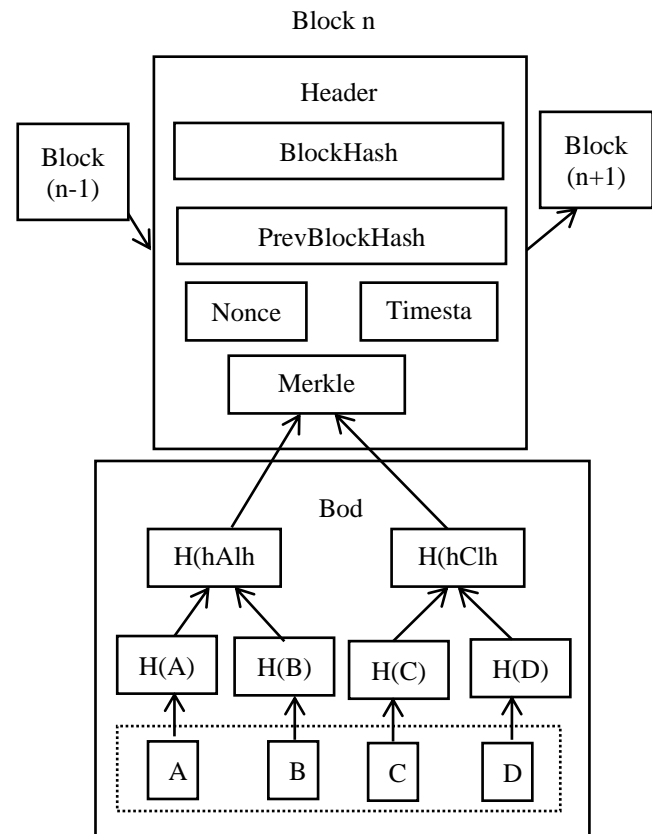 Block n
Header
Block
(n-1)
BlockHash
Block
(n+1)
PrevBlockHash
Nonce
Timesta
Merkle
Bod
H(hAlh
H(hClh
H(A)
H(B)
H(C)
H(D)
A
B
C
D